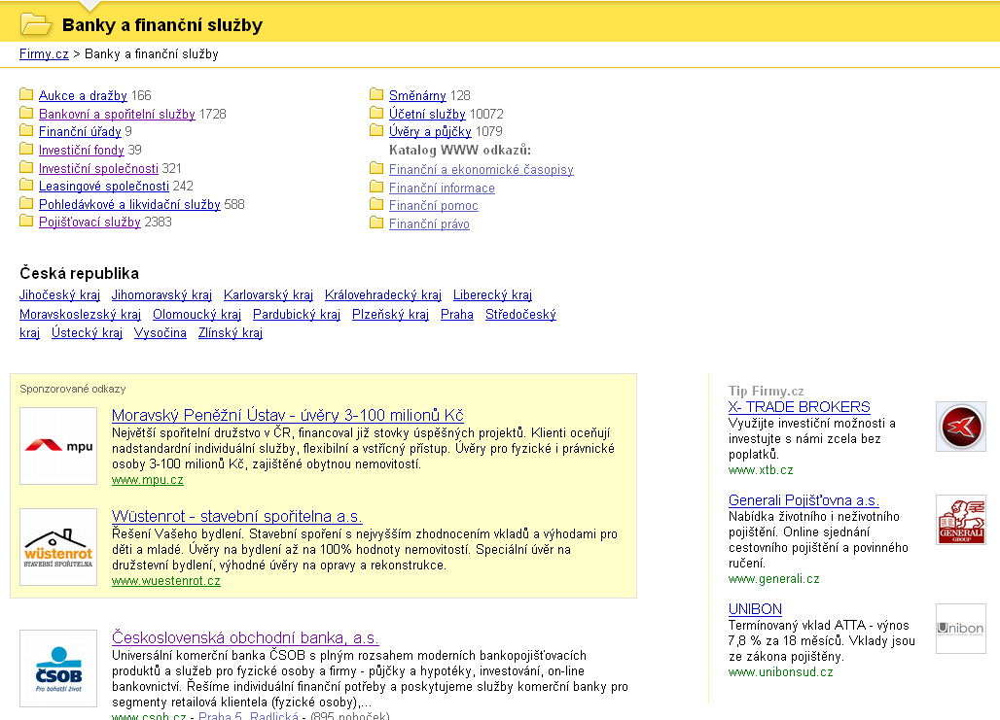 Banky a finanční služby
Firmy.cz > Banky a finanční služby
Aukce a dražby 166
Bankovní a spořitelní služby 1728
Finanční úřady 9
Investiční fondy 39
Investiční společnosti 321
Leasingové společnosti 242
Pohledávkové a likvidační služby 588
Pojišťovací služby 2383
Směnárny 128
Účetní služby 10072
Úvěry a půjčky 1079
Katalog WWW odkazů:
Finanční a ekonomické časopisy
Finanční informace
Finanční pomoc
Finanční právo
Česká republika
Jihočeský kraj Jihomoravský kraj Karlovarský kraj Královehradecký kraj Liberecký kraj
Moravskoslezský kraj Olomoucký kraj Pardubický kraj Plzeňský kraj Praha Středočeský
kraj Ústecký kraj Vysočina Zlínský kraj
Sponzorované odkazy
mpu
Moravský Peněžní Ústav - úvěry 3-100 milionů Kč
Největší spořitelní družstvo v ČR, financoval již stovky úspěšných projektů. Klienti oceňují
nadstandardní individuální služby, flexibilní a vstřícný přístup. Úvěry pro fyzické i právnické
osoby 3-100 milionů Kč, zajištěné obytnou nemovitostí.
www.mpu.cz
wüstenrot
STAVEBNÍ SPOŘITELNA
Wüstenrot - stavební spořitelna a.s.
Řešení Vašeho bydlení. Stavební spoření s nejvyšším zhodnocením vkladů a výhodami pro
děti a mladé. Úvěry na bydlení až na 100% hodnoty nemovitostí. Speciální úvěr na
družstevní bydlení, výhodné úvěry na opravy a rekonstrukce.
www.wuestenrot.cz
ČSOB
Pro bohatší život
Československá obchodní banka, a.s.
Universální komerční banka ČSOB s plným rozsahem moderních bankopojišťovacích
produktů a služeb pro fyzické osoby a firmy - půjčky a hypotéky, investování, on-line
bankovnictví. Řešíme individuální finanční potřeby a poskytujeme služby komerční banky pro
segmenty retailová klientela (fyzické osoby),...
www.csob.cz - Praha 5, Radlická - (895 poboček)
Tip Firmy.cz
X- TRADE BROKERS
Využijte investiční možnosti a
investujte s námi zcela bez
poplatků.
www.xtb.cz
Generali Pojišťovna a.s.
Nabídka životního i neživotního
pojištění. Online sjednání
cestovního pojištění a povinného
ručení.
www.generali.cz
GENERALI
GROUP
UNIBON
Termínovaný vklad ATTA - výnos
7,8 % za 18 měsíců. Vklady jsou
ze zákona pojištěny.
www.unibonsud.cz
Unibon